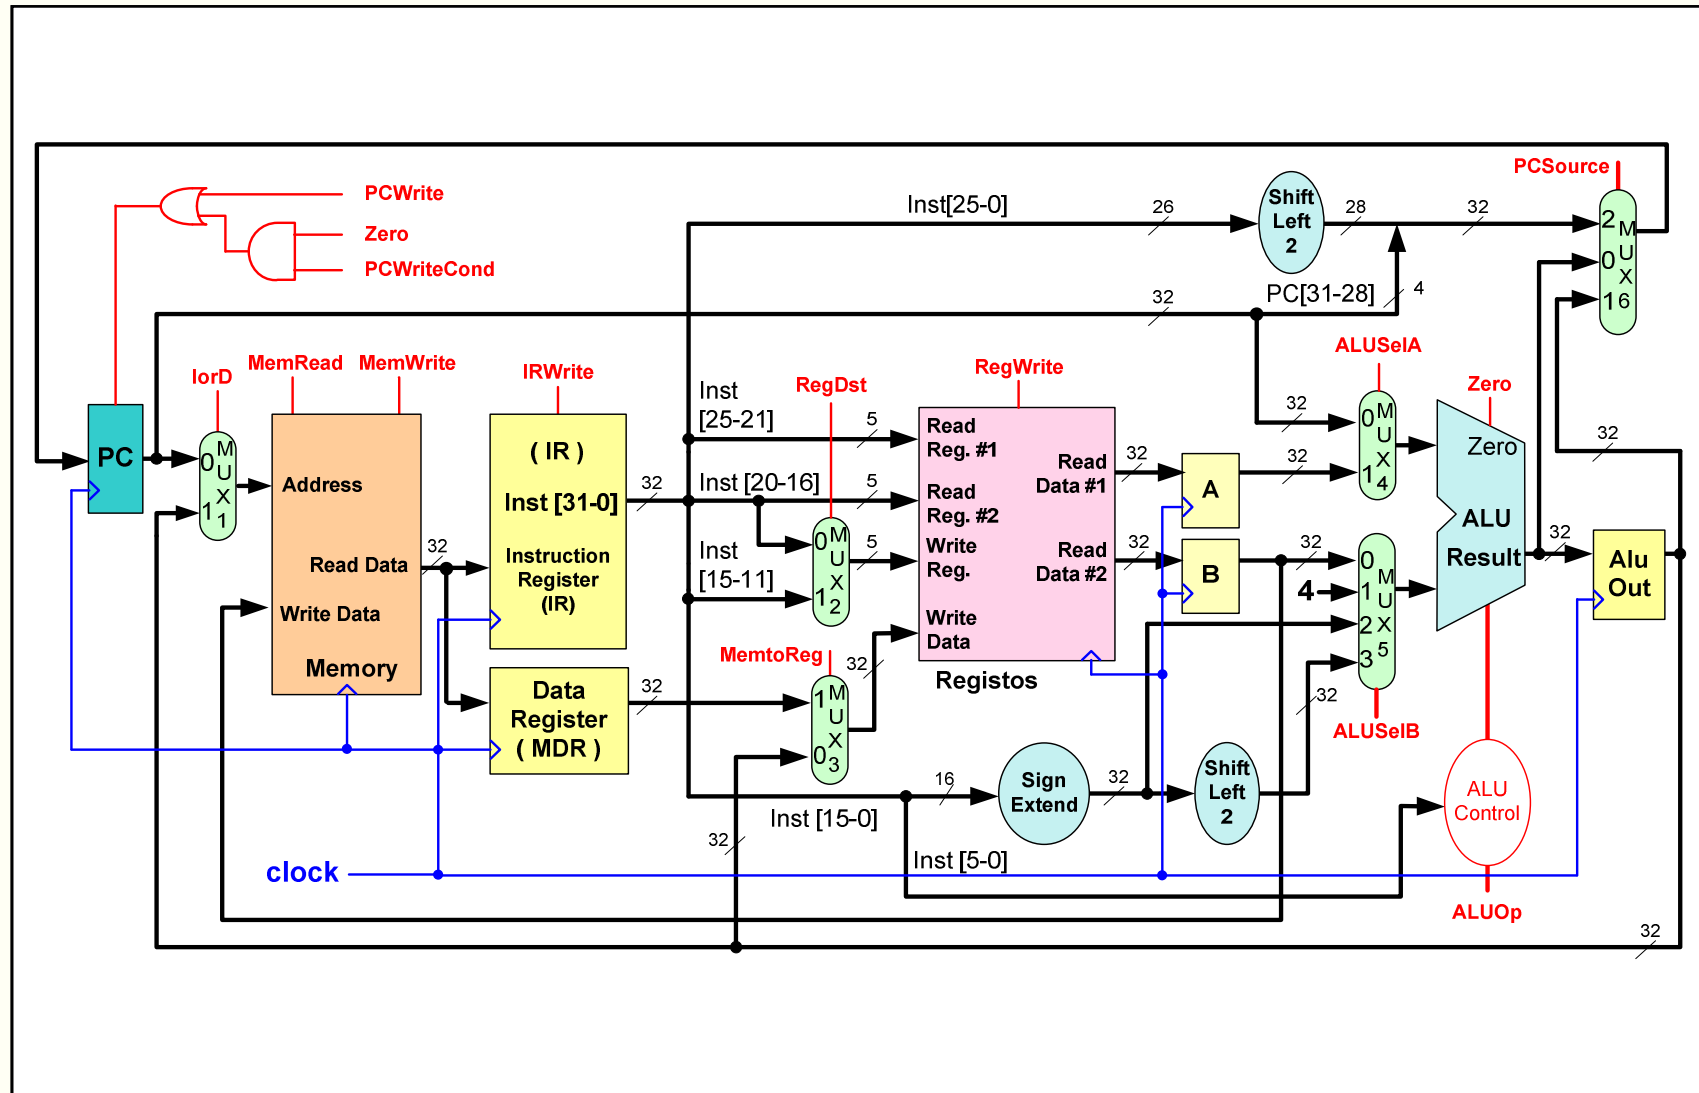 PCWrite
Zero
PCWriteCond
Inst[25-0]
26
Shift
Left
2
28
32
PCSource
2
0
1
M
U
X
6
32
PC[31-28]
4
IorD
MemRead
MemWrite
IRWrite
RegDst
RegWrite
ALUSelA
Zero
PC
0
1
M
U
X
1
Address
Read Data
Write Data
Memory
32
( IR )
Inst [31-0]
Instruction
Register
(IR)
32
Data
Register
( MDR )
32
Inst
[25-21]
5
Inst [20-16]
5
Inst
[15-11]
0
1
M
U
X
2
5
MemtoReg
1
0
M
U
X
3
32
Read
Reg. #1
Read
Reg. #2
Write
Reg.
Write
Data
Read
Data #1
Read
Data #2
Registos
32
32
A
B
32
32
4
0
1
M
U
X
4
32
0
1
2
3
M
U
X
5
32
ALUSelB
Zero
ALU
Result
32
Alu
Out
32
Inst [15-0]
16
Sign
Extend
32
Shift
Left
2
ALU
Control
ALUOp
Inst [5-0]
32
clock
32